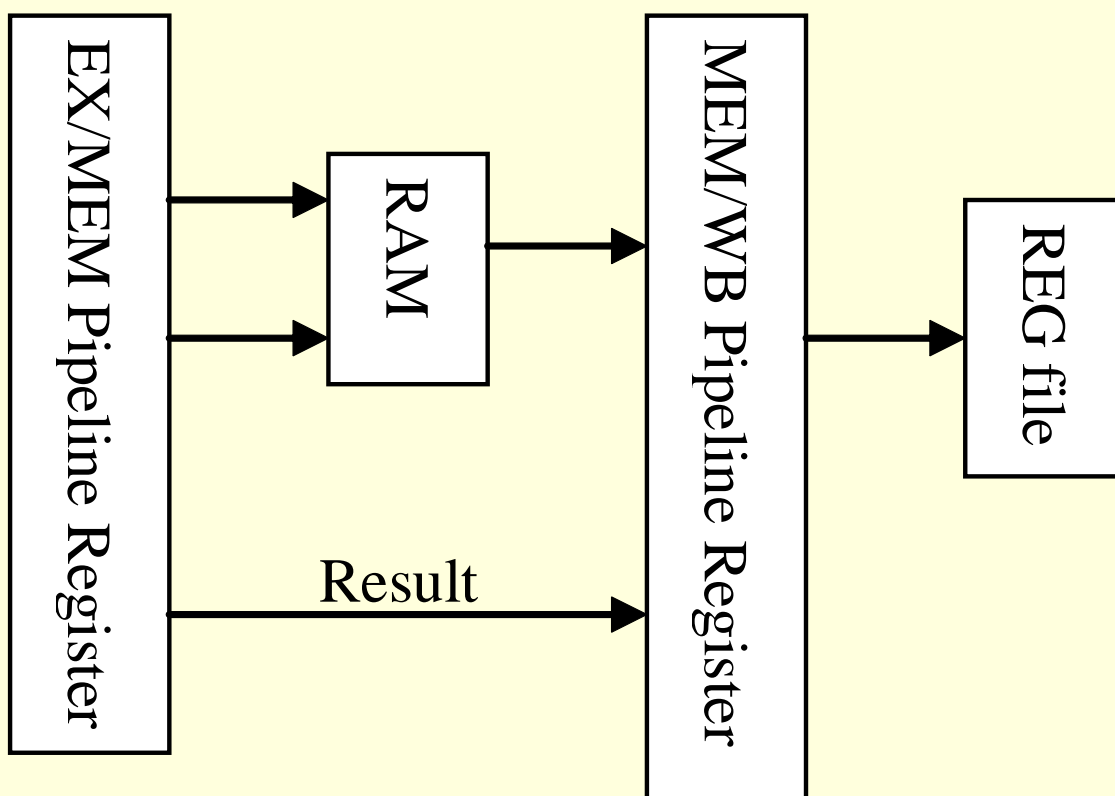 EX/MEM Pipeline Register
RAM
Result
MEM/WB Pipeline Register
REG file